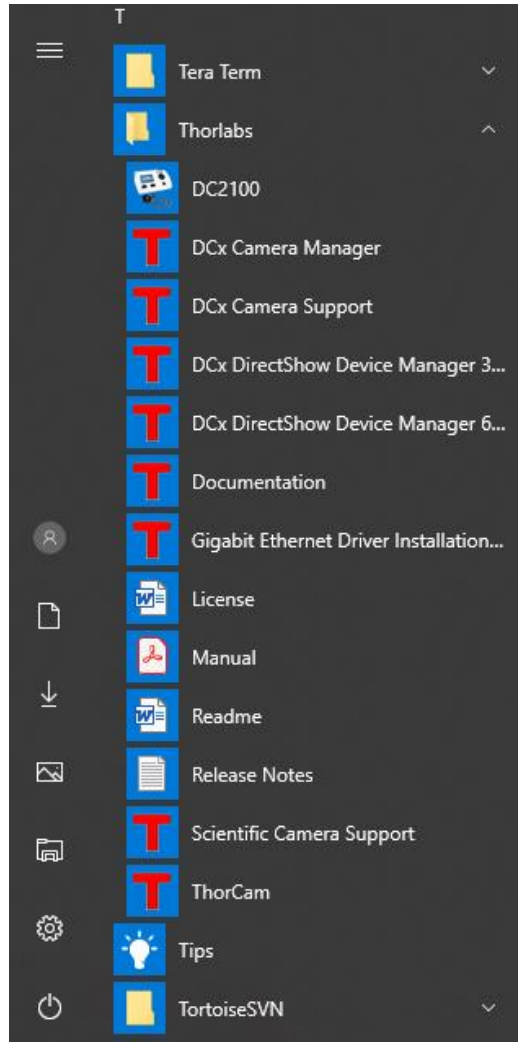 T
Tera Term
Thorlabs
DC2100
DCx Camera Manager
DCx Camera Support
DCx DirectShow Device Manager 3...
DCx DirectShow Device Manager 6...
Documentation
Gigabit Ethernet Driver Installation...
License
Manual
Readme
Release Notes
Scientific Camera Support
ThorCam
Tips
TortoiseSVN